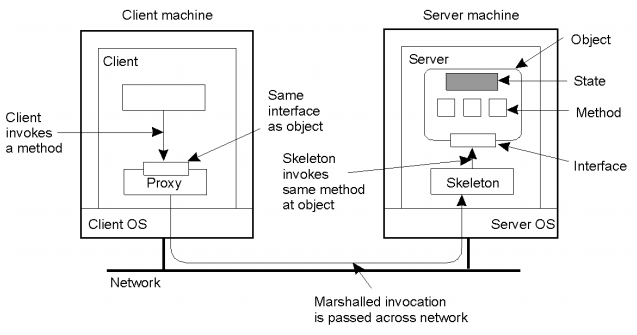 Client machine
Server machine
Object
Client
Server
State
Client
invokes
a method
Same
interface
as object
Method
Skeleton
invokes
same method
at object
Interface
Proxy
Skeleton
Client OS
Server OS
Network
Marshalled invocation
is passed across network